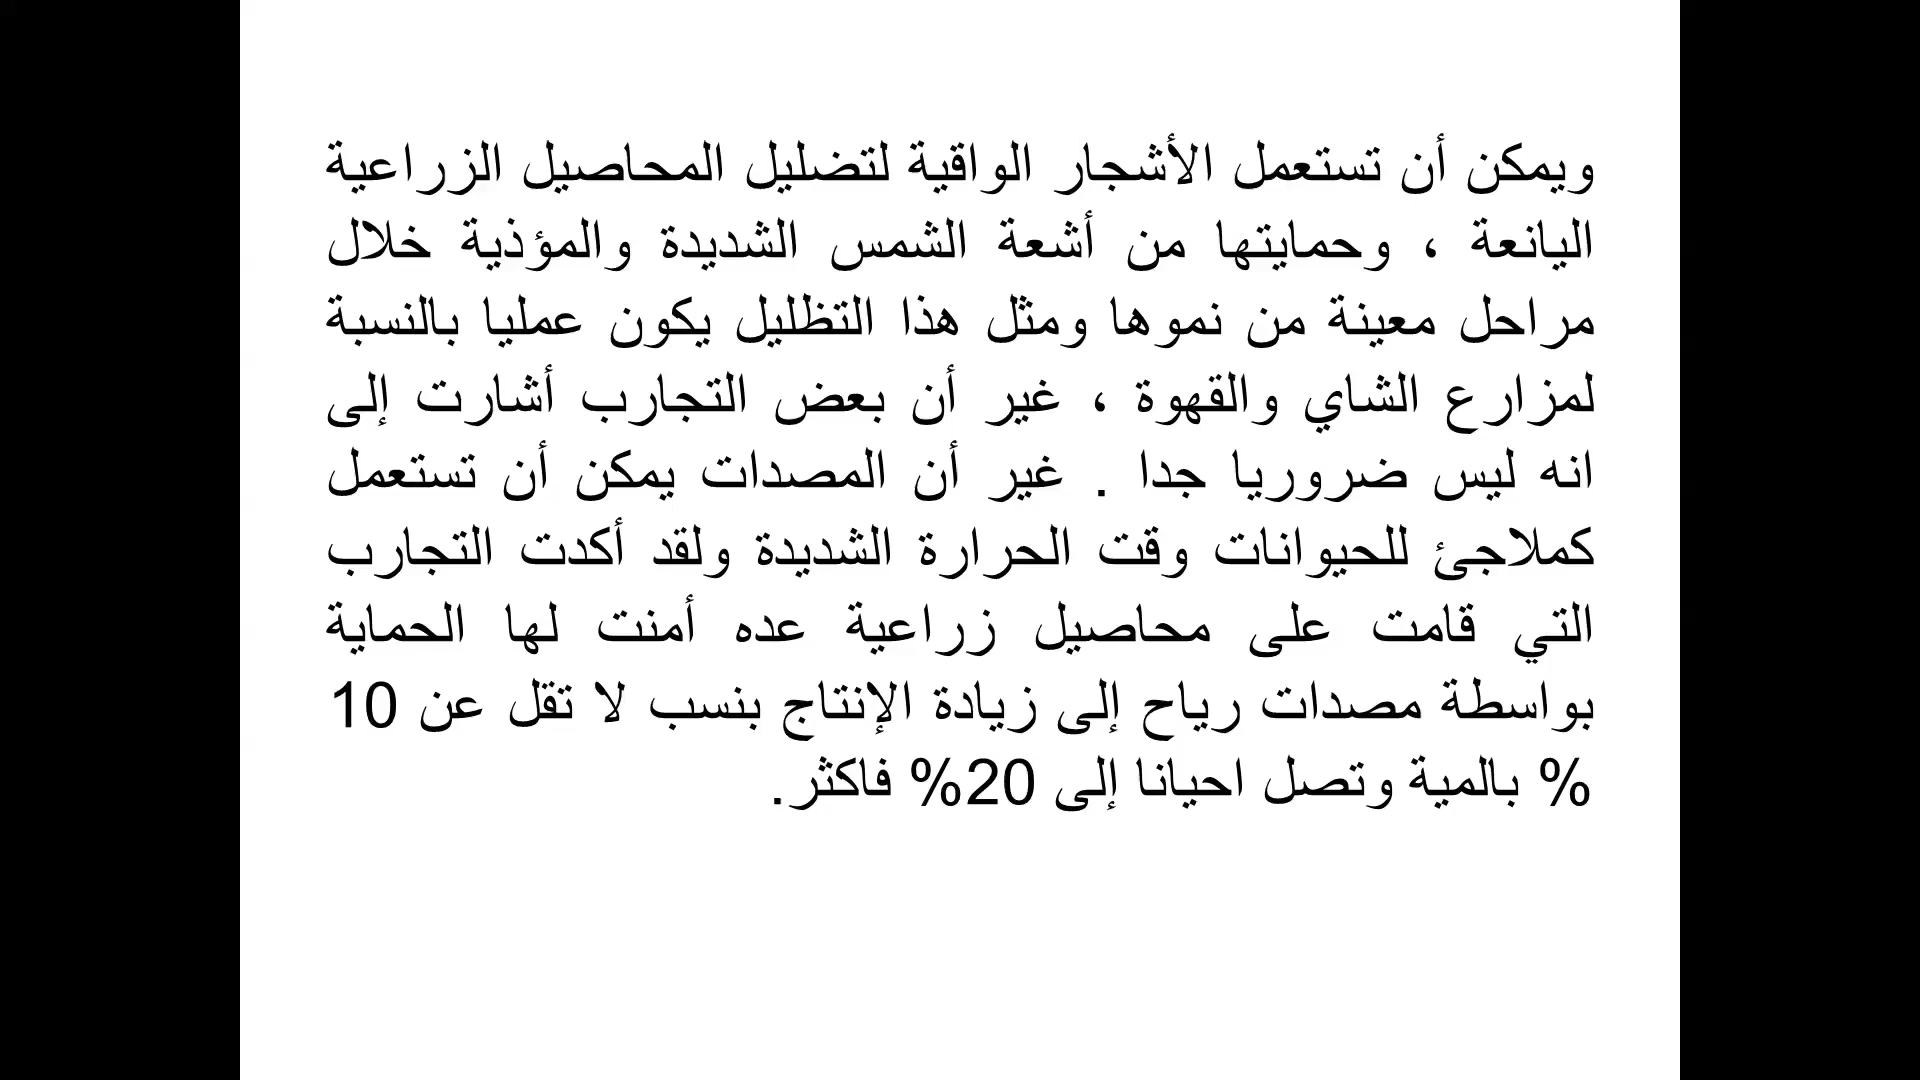 ويمكن أن تستعمل الأشجار الواقية لتضليل المحاصيل الزراعية
اليانعة ، وحمايتها من أشعة الشمس الشديدة والمؤذية خلال
مراحل معينة من نموها ومثل هذا التظليل يكون عمليا بالنسبة
لمزارع الشاي والقهوة ، غير أن بعض التجارب أشارت إلى
انه ليس ضروريا جدا . غير أن المصدات يمكن أن تستعمل
كملاجئ للحيوانات وقت الحرارة الشديدة ولقد أكدت التجارب
التي قامت على محاصيل زراعية عده أمنت لها الحماية
بواسطة مصدات رياح إلى زيادة الإنتاج بنسب لا تقل عن 10
% بالمية وتصل احيانا إلى 20% فاكثر.